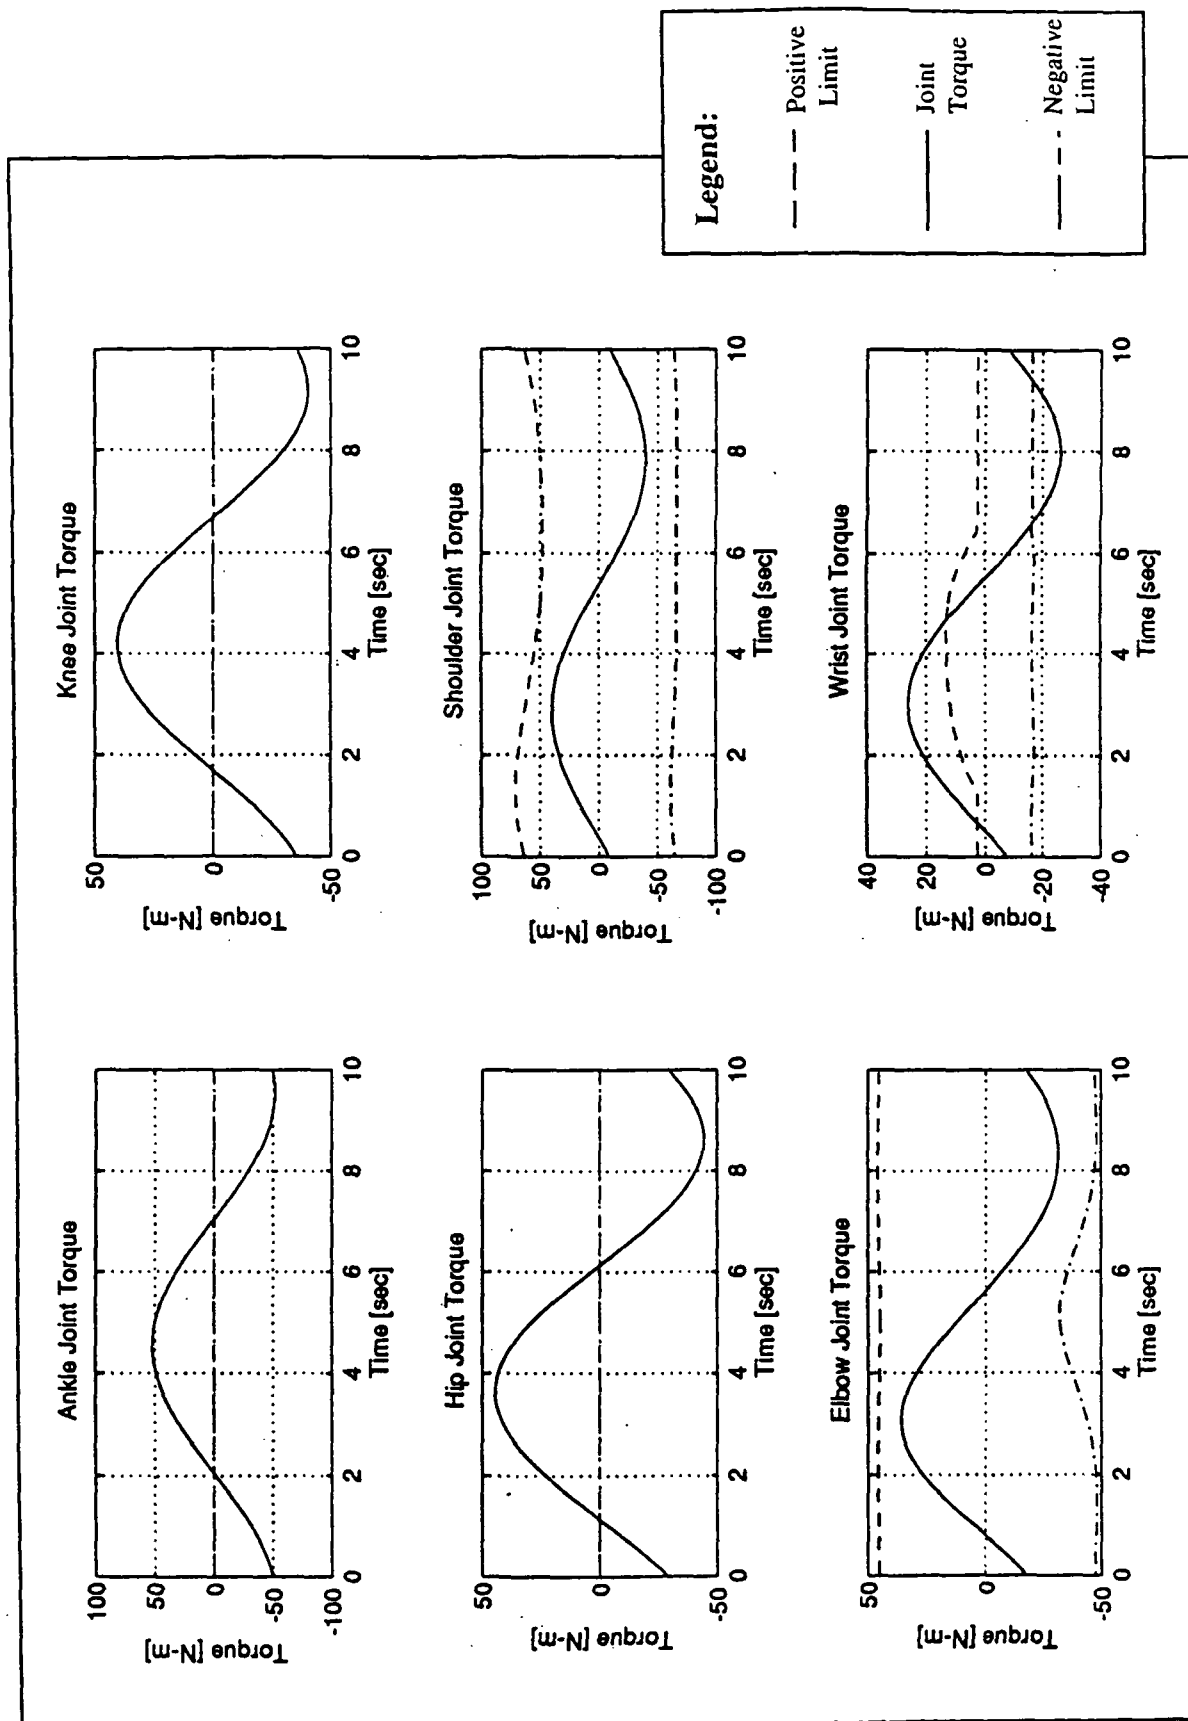 Ankle Joint Torque
Torque [N-m]
100
50
0
-50
-100
0
2
4
6
8
10
Time [sec]
Knee Joint Torque
Torque [N-m]
50
0
-50
0
2
4
6
8
10
Time [sec]
Hip Joint Torque
Torque [N-m]
50
0
-50
0
2
4
6
8
10
Time [sec]
Shoulder Joint Torque
Torque [N-m]
100
50
0
-50
-100
0
2
4
6
8
10
Time [sec]
Elbow Joint Torque
Torque [N-m]
50
0
-50
0
2
4
6
8
10
Time [sec]
Wrist Joint Torque
Torque [N-m]
40
20
0
-20
-40
0
2
4
6
8
10
Time [sec]
Legend:
Positive
Limit
Joint
Torque
Negative
Limit